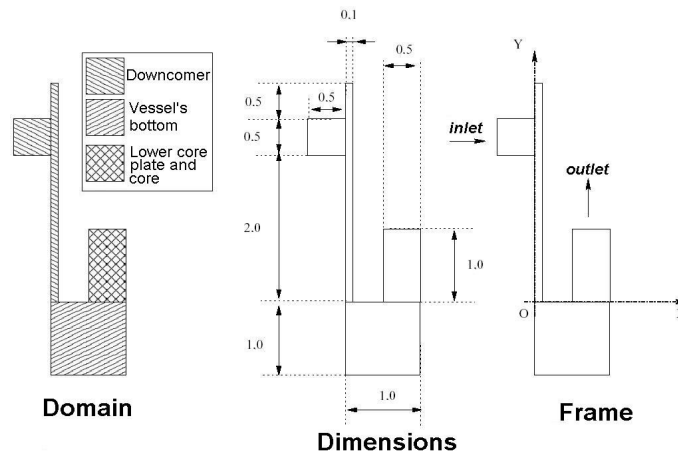 Downcomer
Vessel's
bottom
Lower core
plate and
core
Domain
0.1
0.5
0.5
0.5
0.5
2.0
1.0
1.0
1.0
Dimensions
Y
inlet
outlet
O
Frame